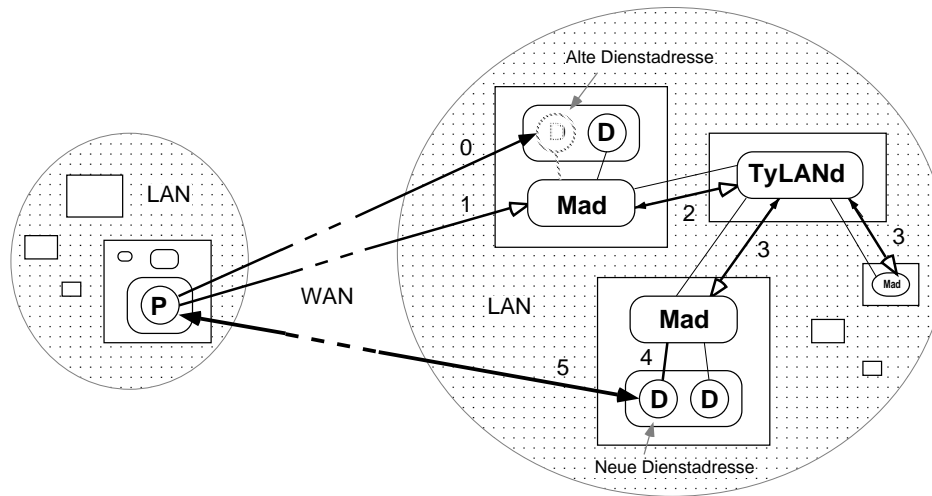 Alte Dienstadresse
D
D
0
LAN
TyLANd
1
Mad
2
3
3
WAN
LAN
Mad
P
Mad
4
5
D
D
Neue Dienstadresse